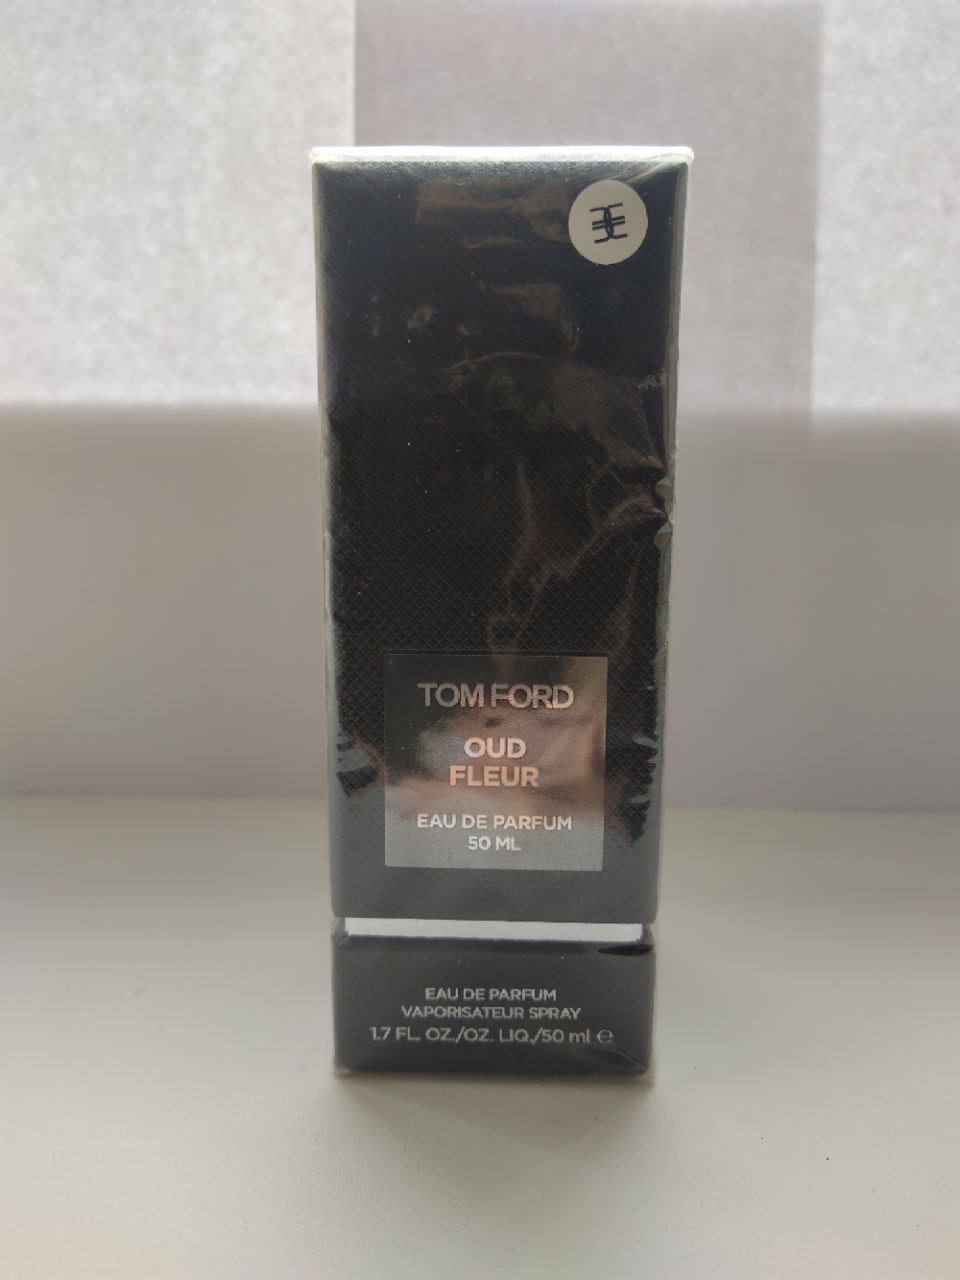 TOM FORD
OUD
FLEUR
EAU DE PARFUM
50 ML
EAU DE PARFUM
VAPORISATEUR SPRAY
1.7 FL. OZ./OZ. LIQ./50 ml ℮